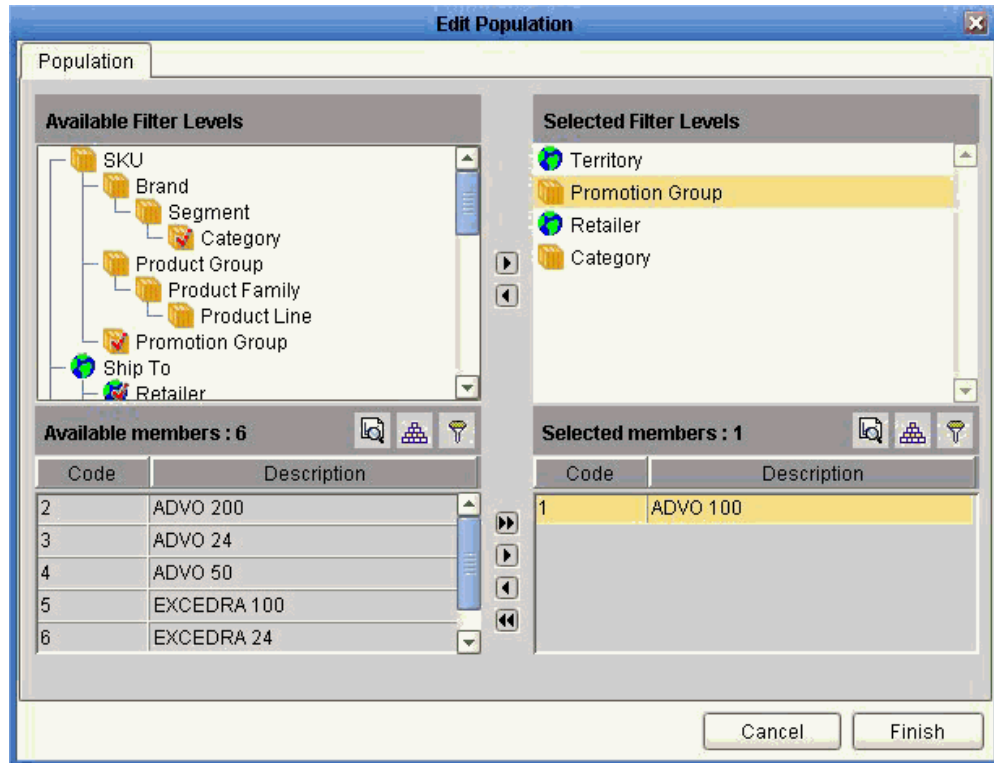 Edit Population
Population
Available Filter Levels
SKU
Brand
Segment
Category
Product Group
Product Family
Product Line
Promotion Group
Ship To
Retailer
Selected Filter Levels
Territory
Promotion Group
Retailer
Category
Available members : 6
Code Description
2 ADVO 200
3 ADVO 24
4 ADVO 50
5 EXCEDRA 100
6 EXCEDRA 24
Selected members : 1
Code Description
1 ADVO 100
Cancel Finish